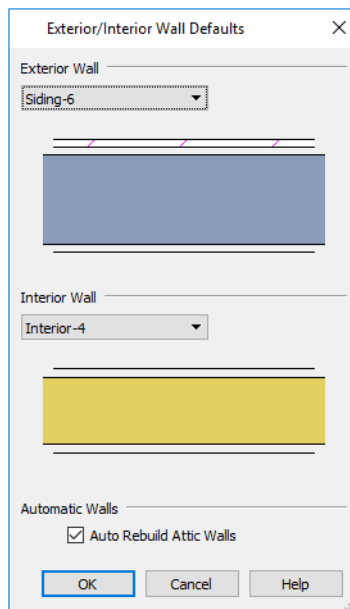 Exterior/Interior Wall Defaults
Exterior Wall
Siding-6
Interior Wall
Interior-4
Automatic Walls
Auto Rebuild Attic Walls
OK Cancel Help